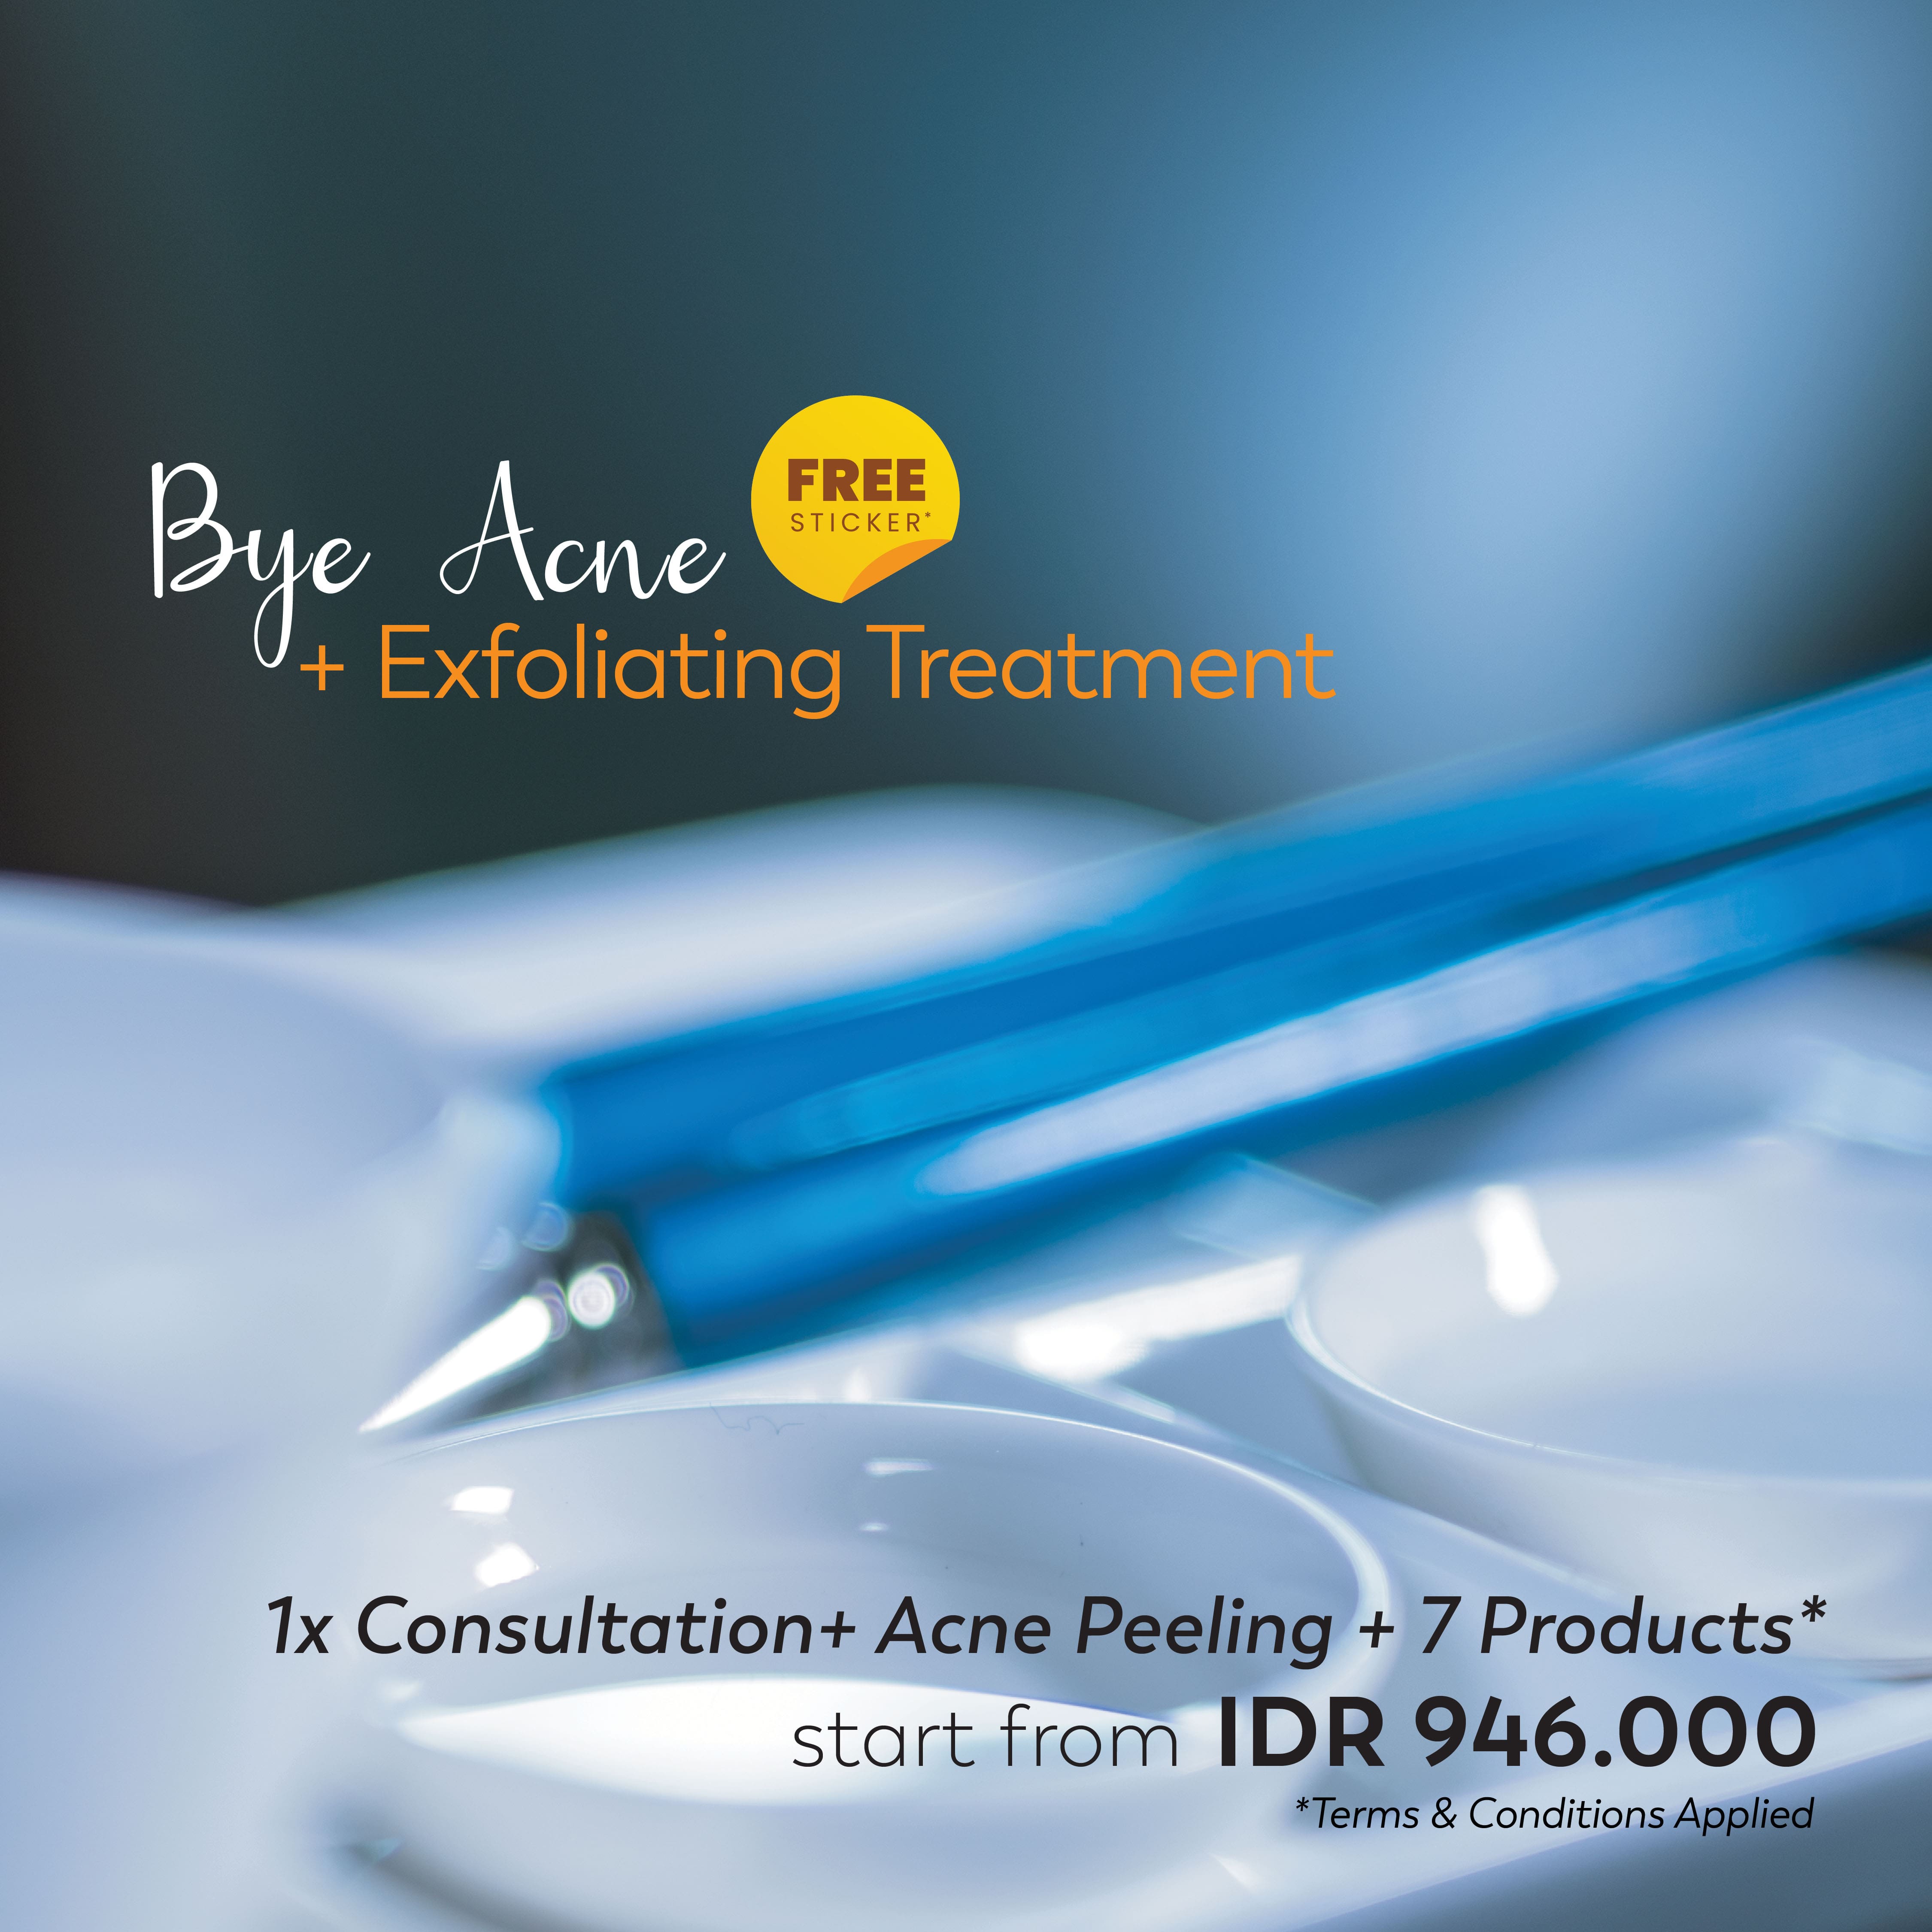 Bye Acne
FREE
STICKER*
+ Exfoliating Treatment
1x Consultation+ Acne Peeling + 7 Products*
start from IDR 946.000
*Terms & Conditions Applied